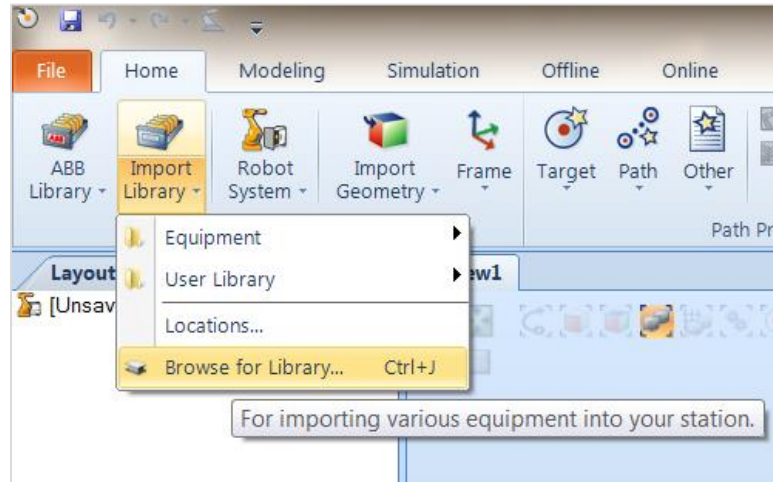 File Home Modeling Simulation Offline Online
ABB Import Robot Import Frame Target Path Other
Library Library System Geometry
Path
Layout ew1
[Unsav
Equipment
User Library
Locations...
Browse for Library... Ctrl+J
For importing various equipment into your station.